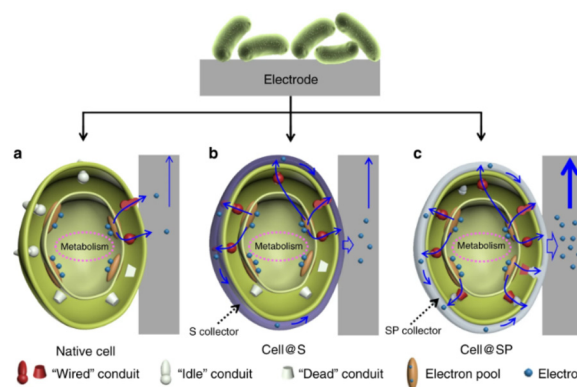 Electrode
a
b
c
Metabolism
Metabolism
Metabolism
S collector
SP collector
Native cell
Cell@S
Cell@SP
"Wired" conduit
"Idle" conduit
"Dead" conduit
Electron pool
Electro